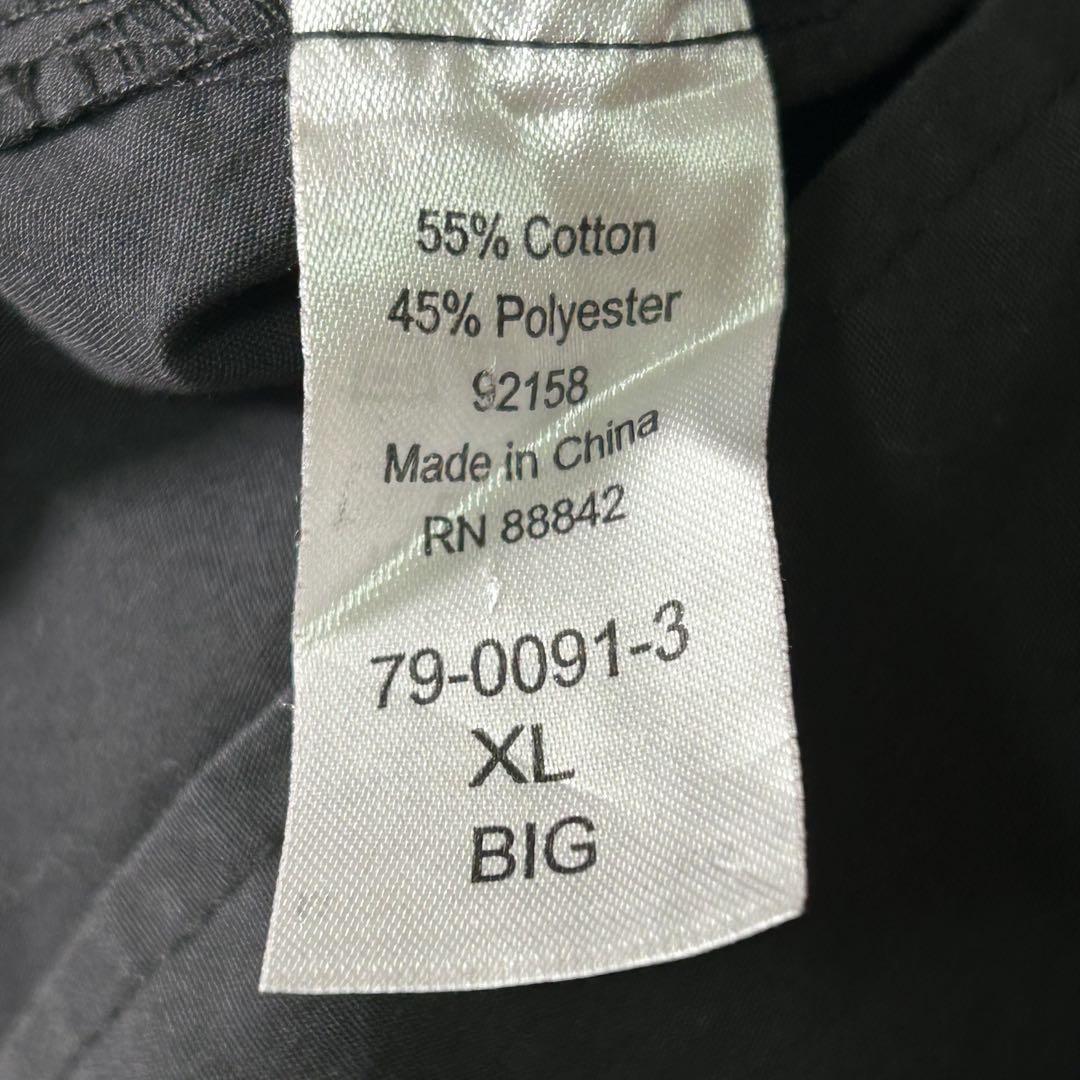 55% Cotton
45% Polyester
92158
Made in China
RN 88842
79-0091-3
XL
BIG